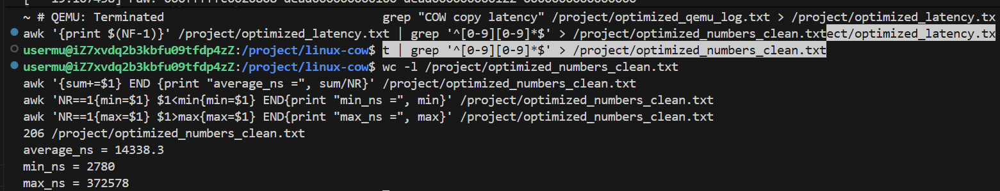 ~ # QEMU: Terminated grep "COW copy latency" /project/optimized_qemu_log.txt > /project/optimized_latency.tx
awk '{print $(NF-1)}' /project/optimized_latency.txt | grep '^[0-9][0-9]*$' > /project/optimized_numbers_clean.txtect/optimized_latency.tx
usermu@iZ7xvdq2b3kbfu09tfdp4zZ:/project/linux-cow$ t | grep '^[0-9][0-9]*$' > /project/optimized_numbers_clean.txt
usermu@iZ7xvdq2b3kbfu09tfdp4zZ:/project/linux-cow$ wc -l /project/optimized_numbers_clean.txt
awk '{sum+=$1} END {print "average_ns =", sum/NR}' /project/optimized_numbers_clean.txt
awk 'NR==1{min=$1} $1<min{min=$1} END{print "min_ns =", min}' /project/optimized_numbers_clean.txt
awk 'NR==1{max=$1} $1>max{max=$1} END{print "max_ns =", max}' /project/optimized_numbers_clean.txt
206 /project/optimized_numbers_clean.txt
average_ns = 14338.3
min_ns = 2780
max_ns = 372578